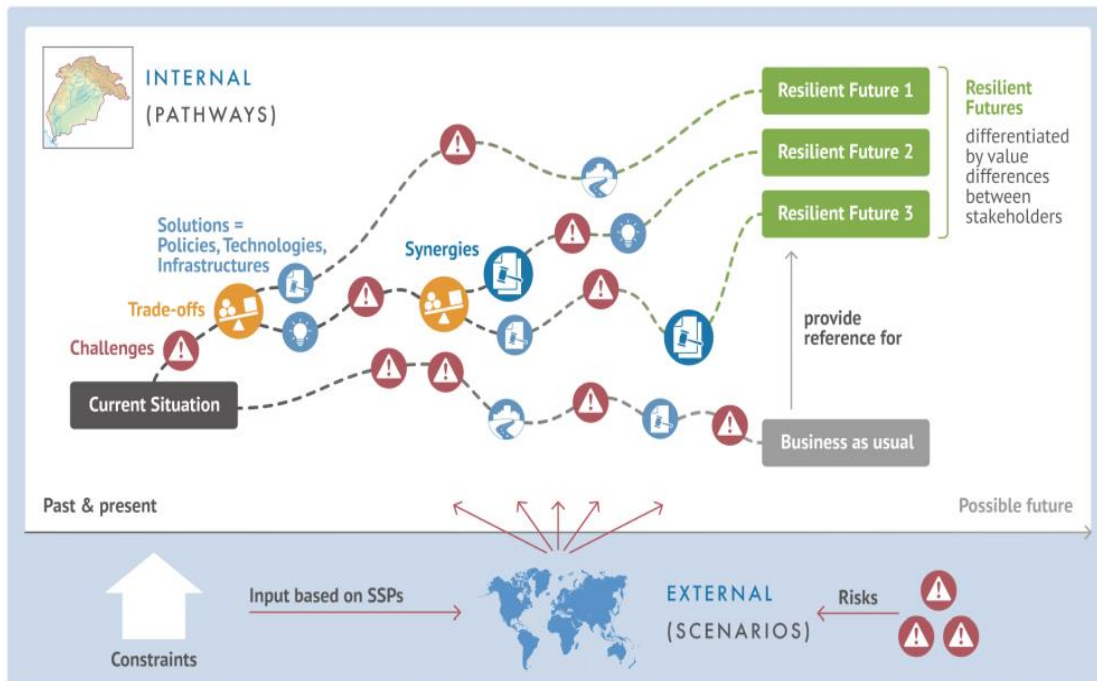 INTERNAL
(PATHWAYS)
Solutions =
Policies, Technologies,
Infrastructures
Trade-offs
Challenges
Current Situation
Synergies
Resilient Future 1
Resilient Future 2
Resilient Future 3
Resilient
Futures
differentiated
by value
differences
between
stakeholders
provide
reference for
Business as usual
Past & present
Possible future
Constraints
Input based on SSPs
EXTERNAL
(SCENARIOS)
Risks